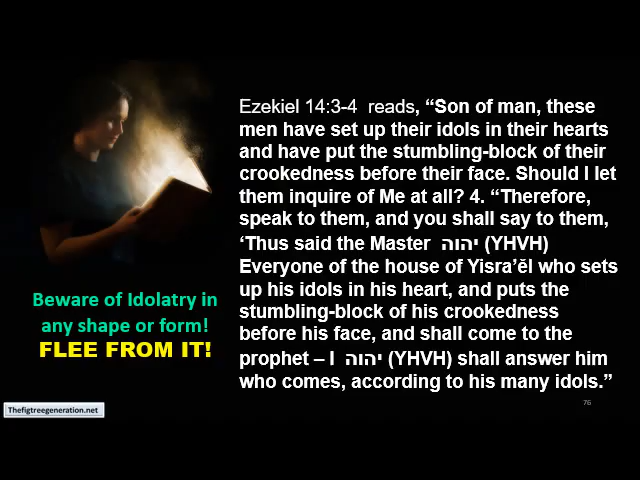 Ezekiel 14:3-4  reads, “Son of man, these
men have set up their idols in their hearts
and have put the stumbling-block of their
crookedness before their face. Should I let
them inquire of Me at all? 4. “Therefore,
speak to them, and you shall say to them,
‘Thus said the Master יהוה (YHVH)
Everyone of the house of Yisra’ĕl who sets
up his idols in his heart, and puts the
stumbling-block of his crookedness
before his face, and shall come to the
prophet – I יהוה (YHVH) shall answer him
who comes, according to his many idols.”
Beware of Idolatry in
any shape or form!
FLEE FROM IT!
Thefigtreegeneration.net
76